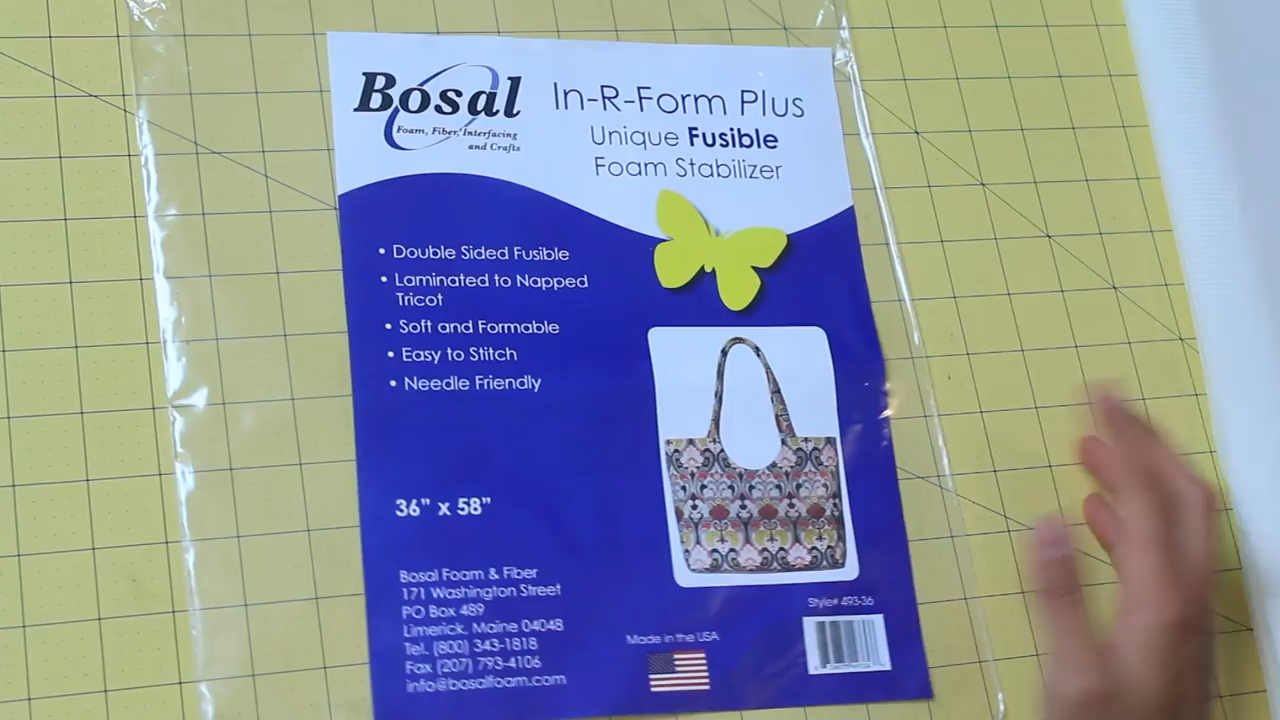 Bosal
Foam, Fiber, Interfacing
and Crafts
In-R-Form Plus
Unique Fusible
Foam Stabilizer
• Double Sided Fusible
• Laminated to Napped
Tricot
• Soft and Formable
• Easy to Stitch
• Needle Friendly
36" x 58"
Bosal Foam & Fiber
171 Washington Street
PO Box 489
Limerick, Maine 04048
Tel. (800) 343-1818
Fax (207) 793-4106
info@bosalfoam.com
Made in the USA
Style# 493-36